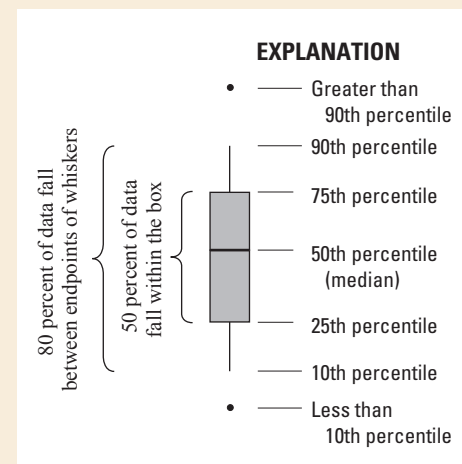 EXPLANATION
Greater than
90th percentile
90th percentile
75th percentile
50th percentile
(median)
25th percentile
10th percentile
Less than
10th percentile
80 percent of data fall
between endpoints of whiskers
50 percent of data
fall within the box